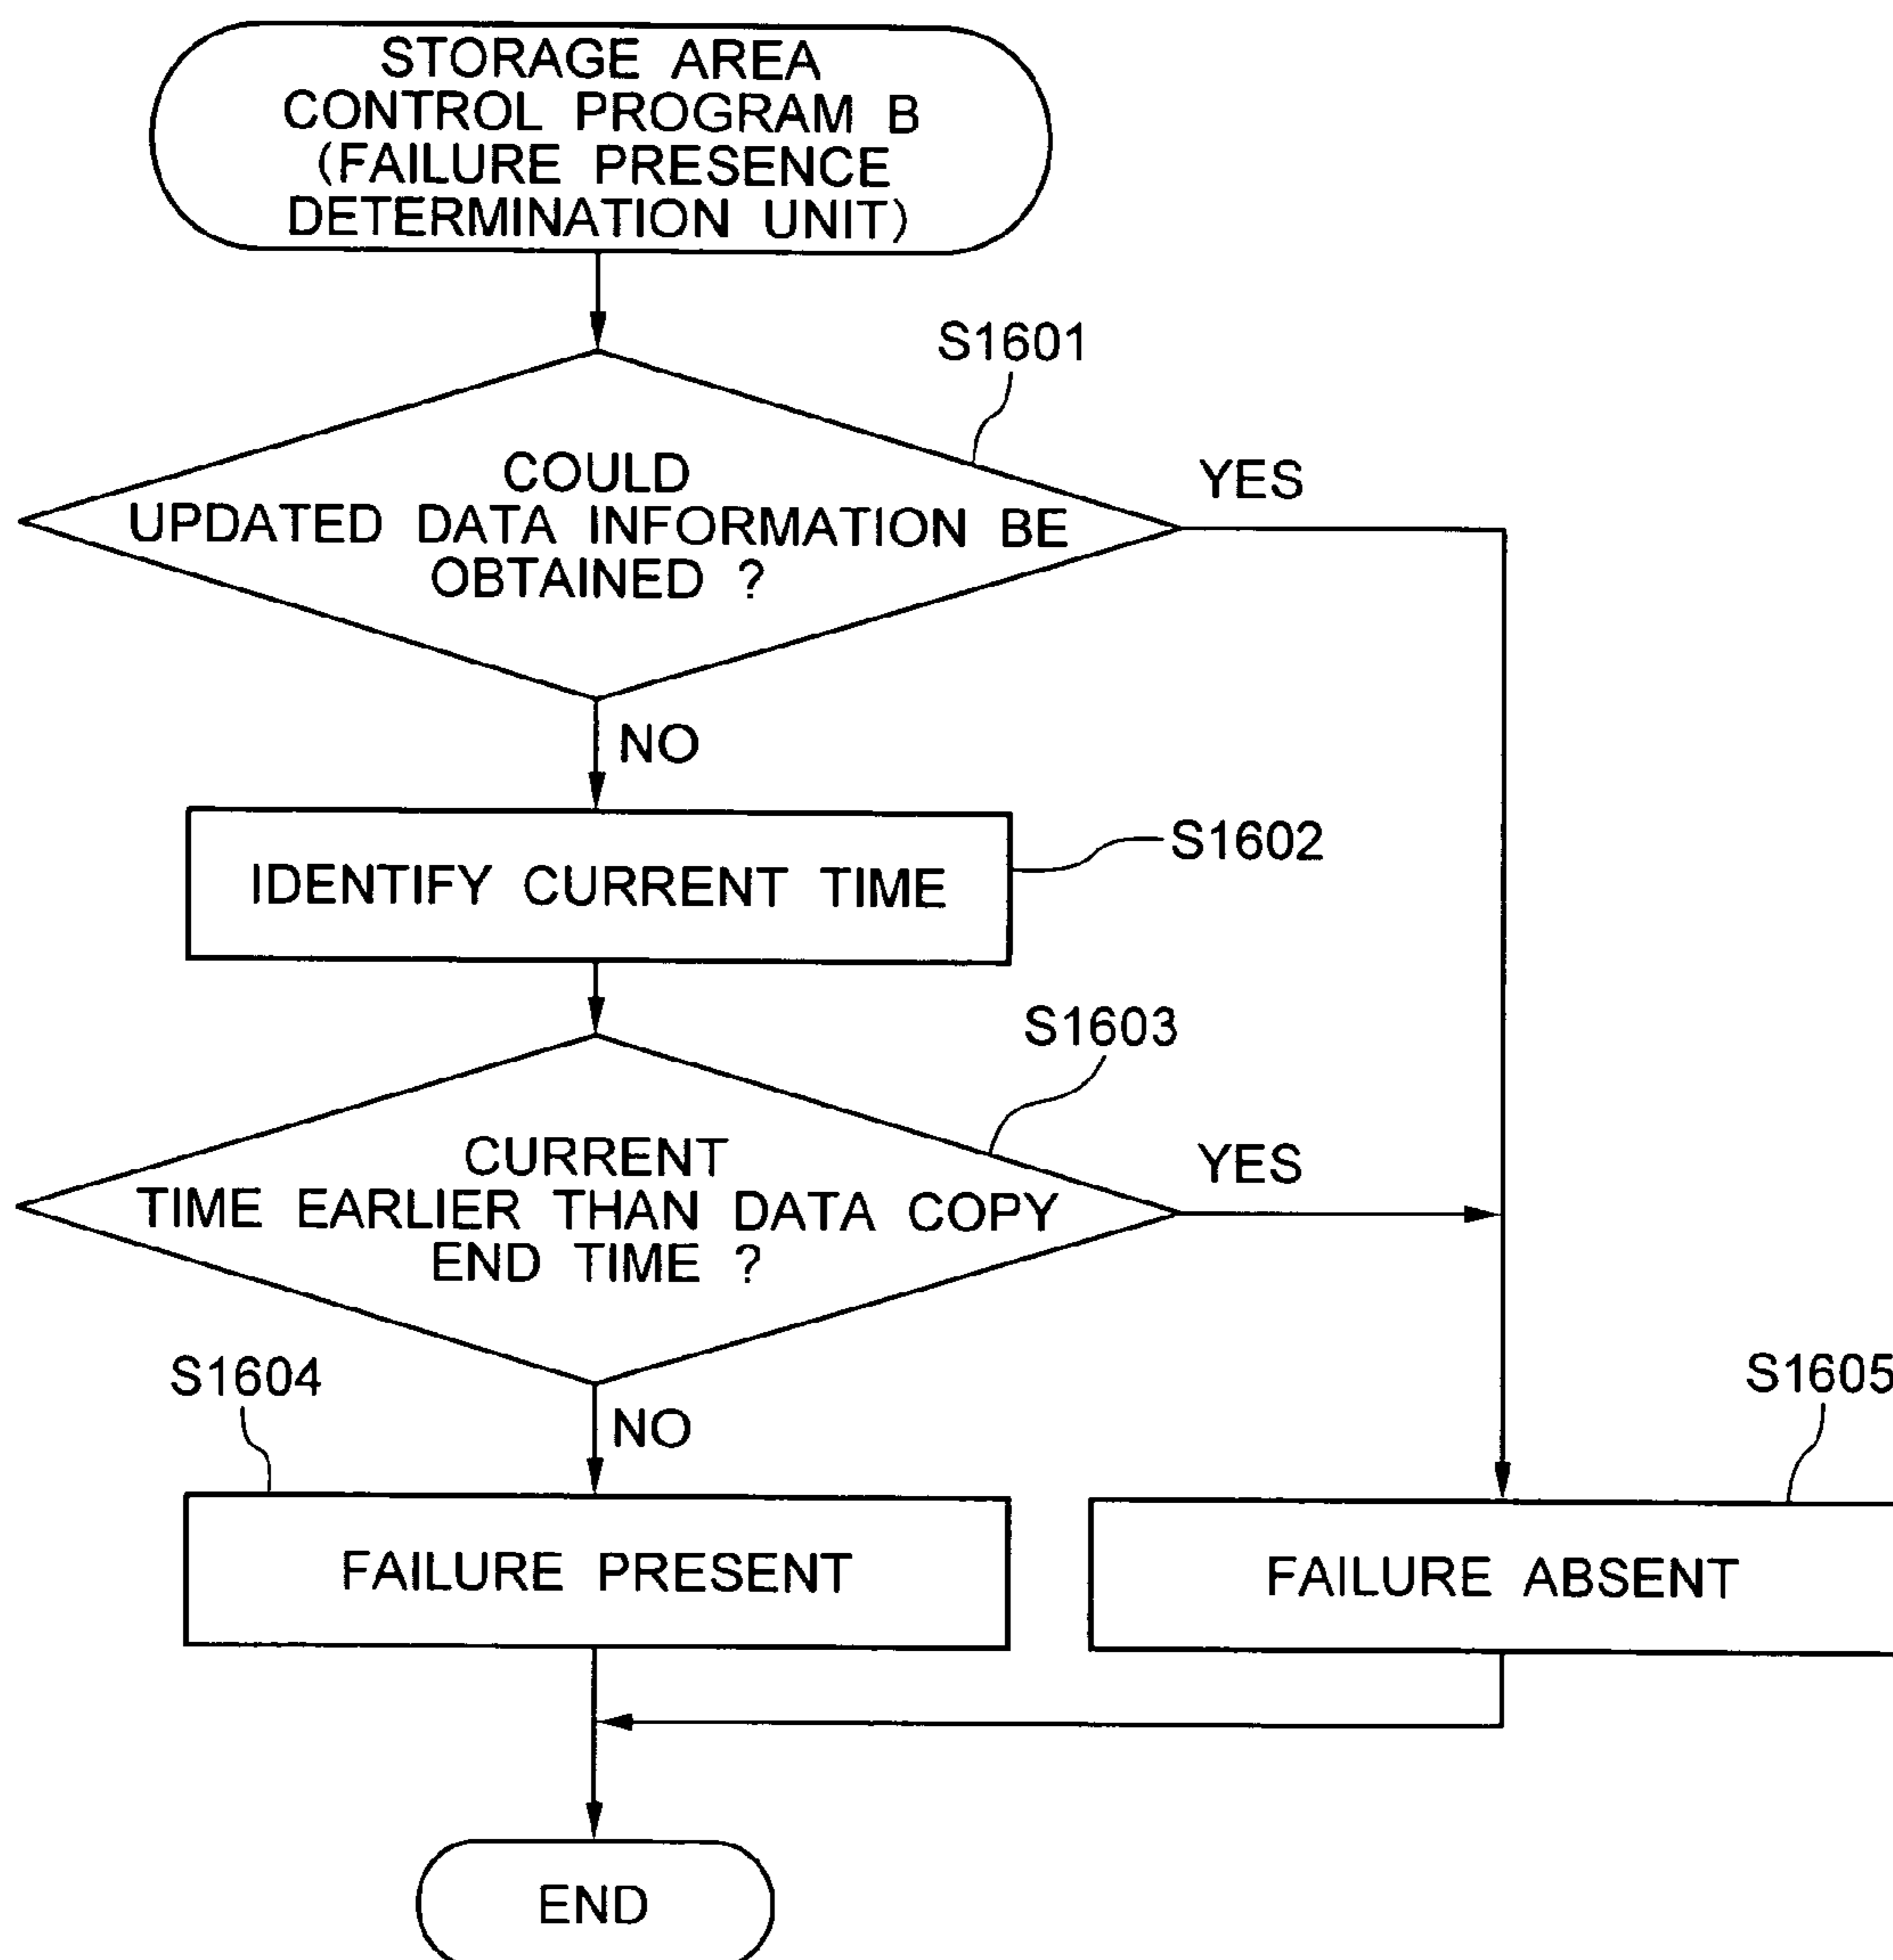 STORAGE AREA
CONTROL PROGRAM B
(FAILURE PRESENCE
DETERMINATION UNIT)
S1601
COULD
UPDATED DATA INFORMATION BE
OBTAINED ?
YES
NO
IDENTIFY CURRENT TIME
S1602
S1603
CURRENT
TIME EARLIER THAN DATA COPY
END TIME ?
YES
NO
S1604
S1605
FAILURE PRESENT
FAILURE ABSENT
END